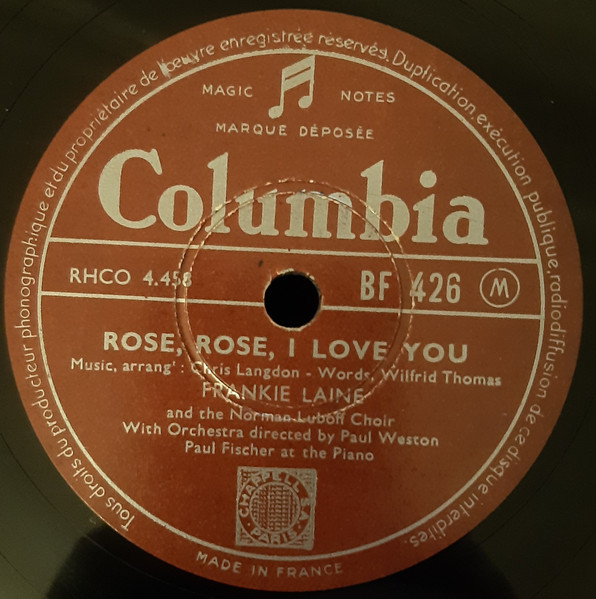 Tous droits du producteur phonographique et du propriétaire de l'œuvre enregistrée réservés. Duplication, exécution publique, radiodiffusion de ce disque interdites.
MAGIC NOTES
MARQUE DÉPOSÉE
Columbia
RHCO 4.458 BF 426 M
ROSE, ROSE, I LOVE YOU
Music, arrangt : Chris Langdon - Words, Wilfrid Thomas
FRANKIE LAINE
and the Norman Luboff Choir
With Orchestra directed by Paul Weston
Paul Fischer at the Piano
CHAPPELL S.A.
PARIS
MADE IN FRANCE